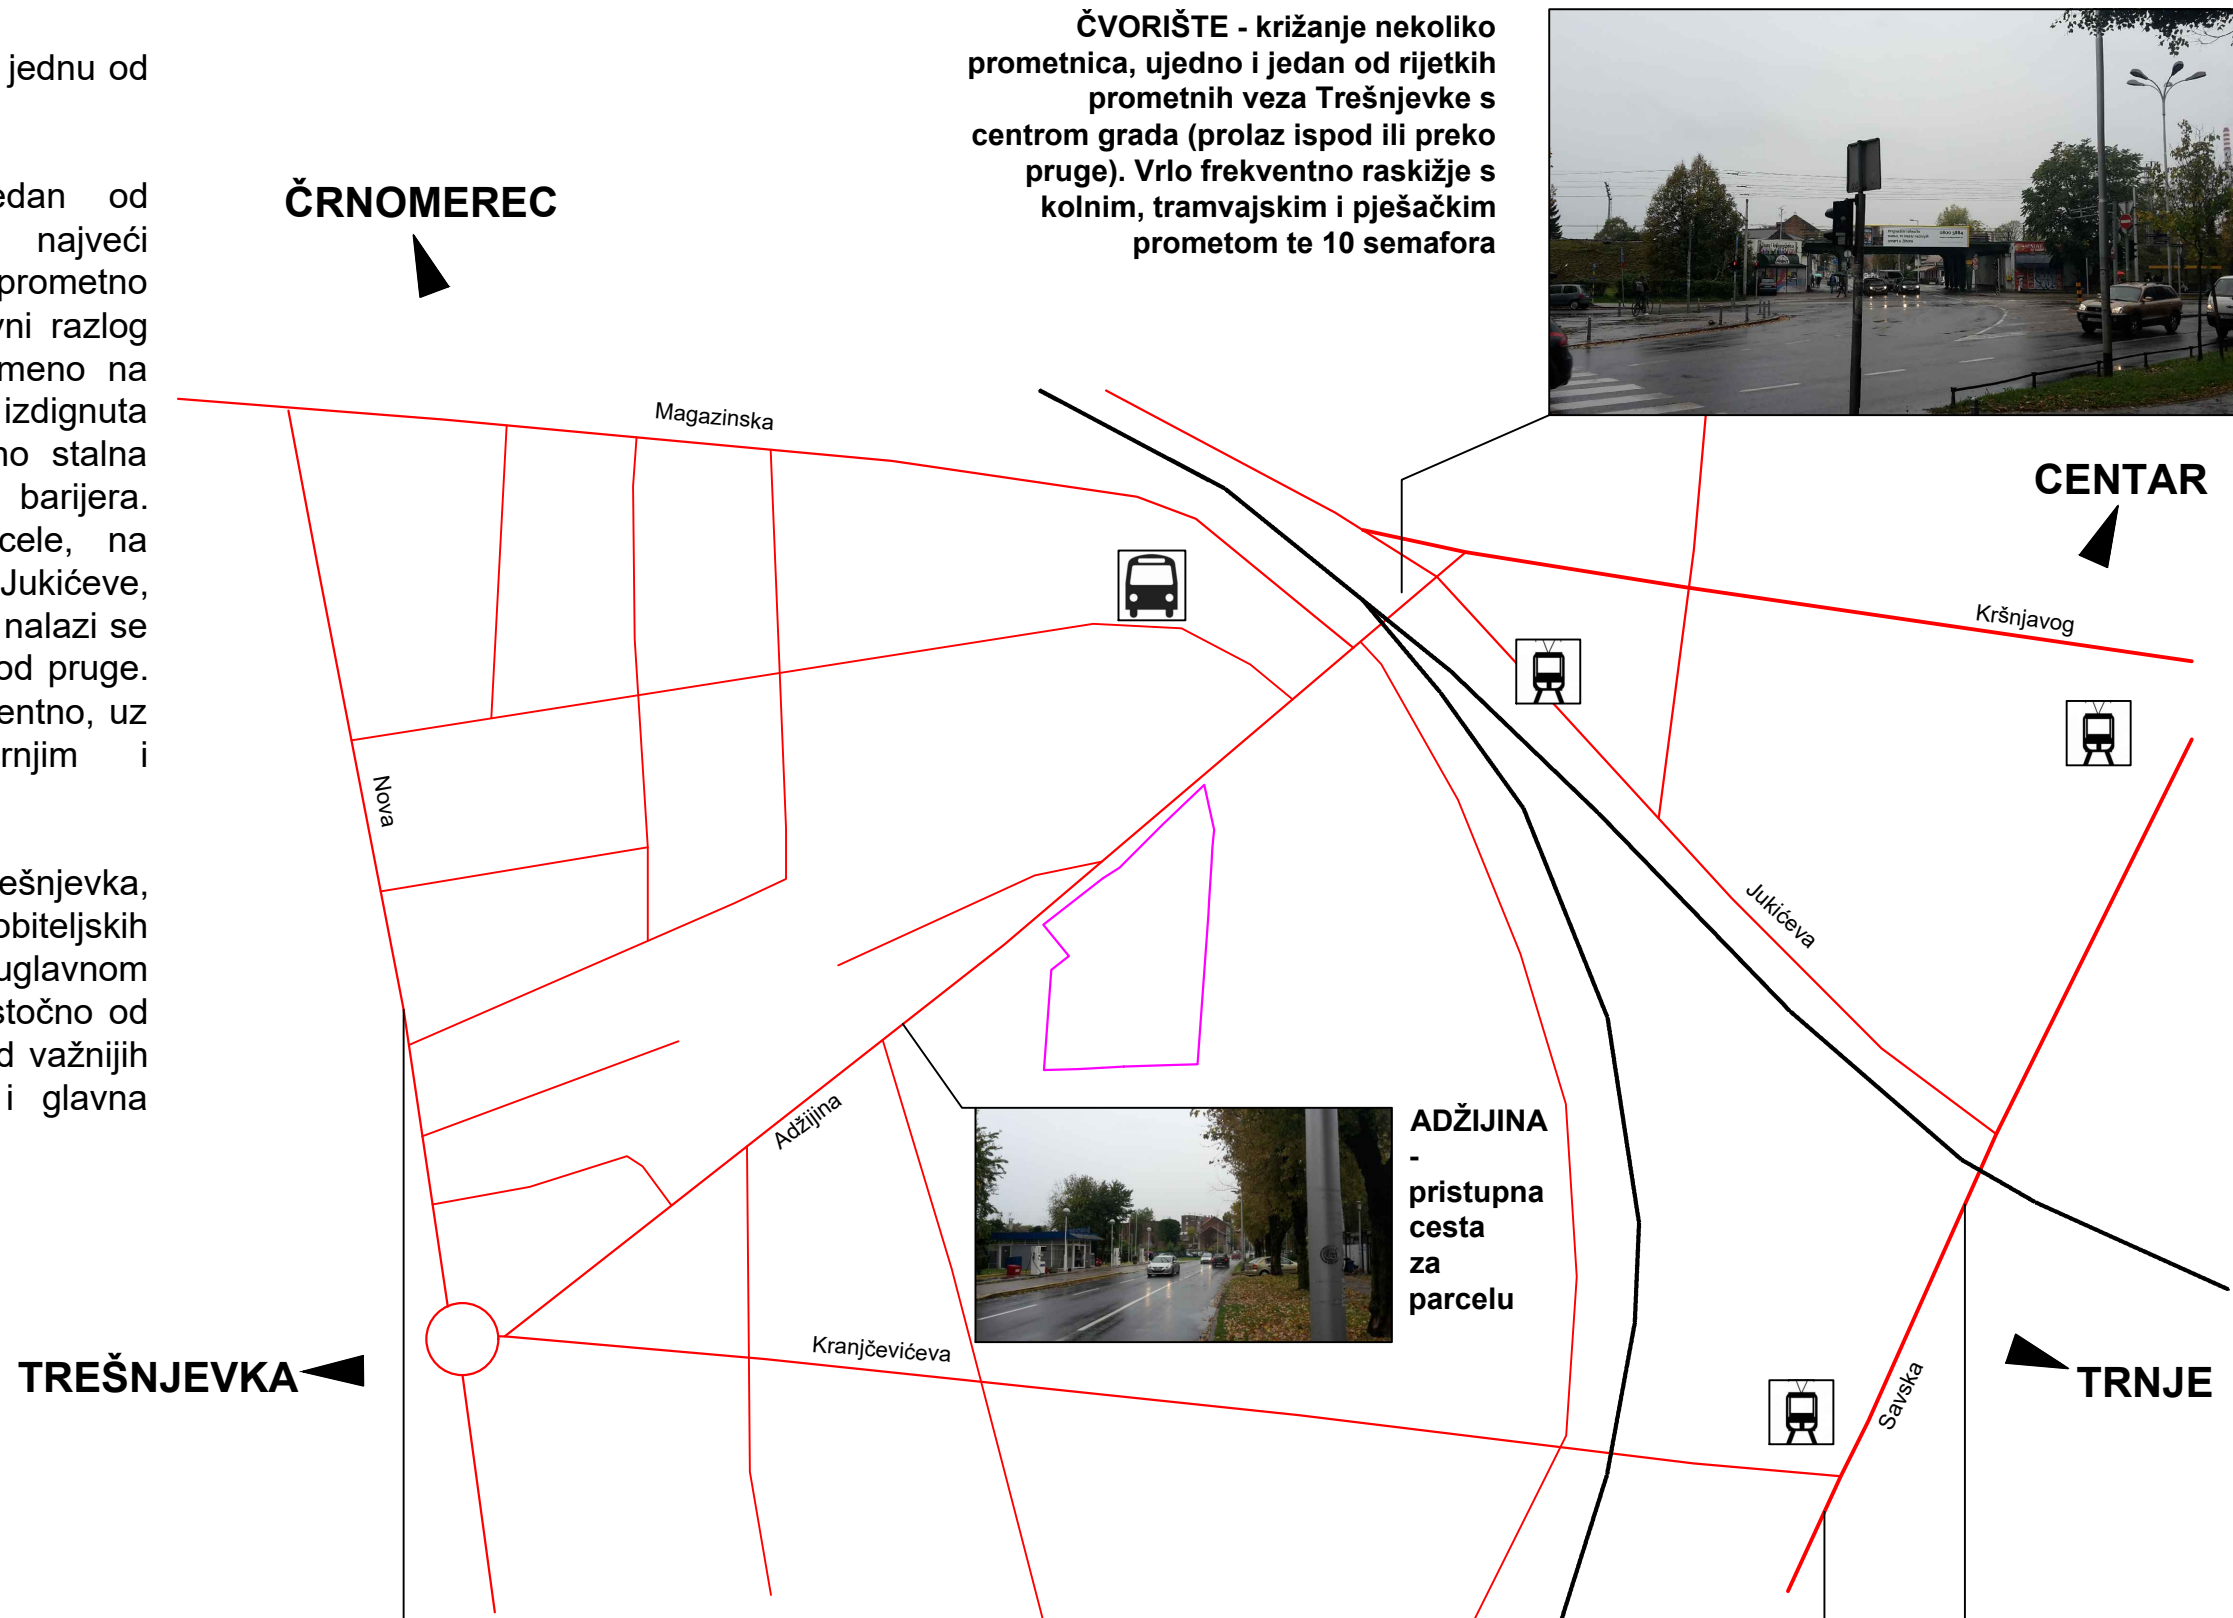 jednu od
edan od
najveći
prometno
vni razlog
meno na
izdignuta
no stalna
barijera.
cele, na
Jukićeve,
nalazi se
od pruge.
entno, uz
rnjim i
ešnjevka,
obiteljskih
uglavnom
stočno od
d važnijih
i glavna
ČVORIŠTE - križanje nekoliko
prometnica, ujedno i jedan od rijetkih
prometnih veza Trešnjevke s
centrom grada (prolaz ispod ili preko
pruge). Vrlo frekventno raskižje s
kolnim, tramvajskim i pješačkim
prometom te 10 semafora
ČRNOMEREC
Magazinska
CENTAR
Kršnjavog
Nova
Jukićeva
Adžijina
ADŽIJINA
-
pristupna
cesta
za
parcelu
Kranjčevićeva
TREŠNJEVKA
Savska
TRNJE